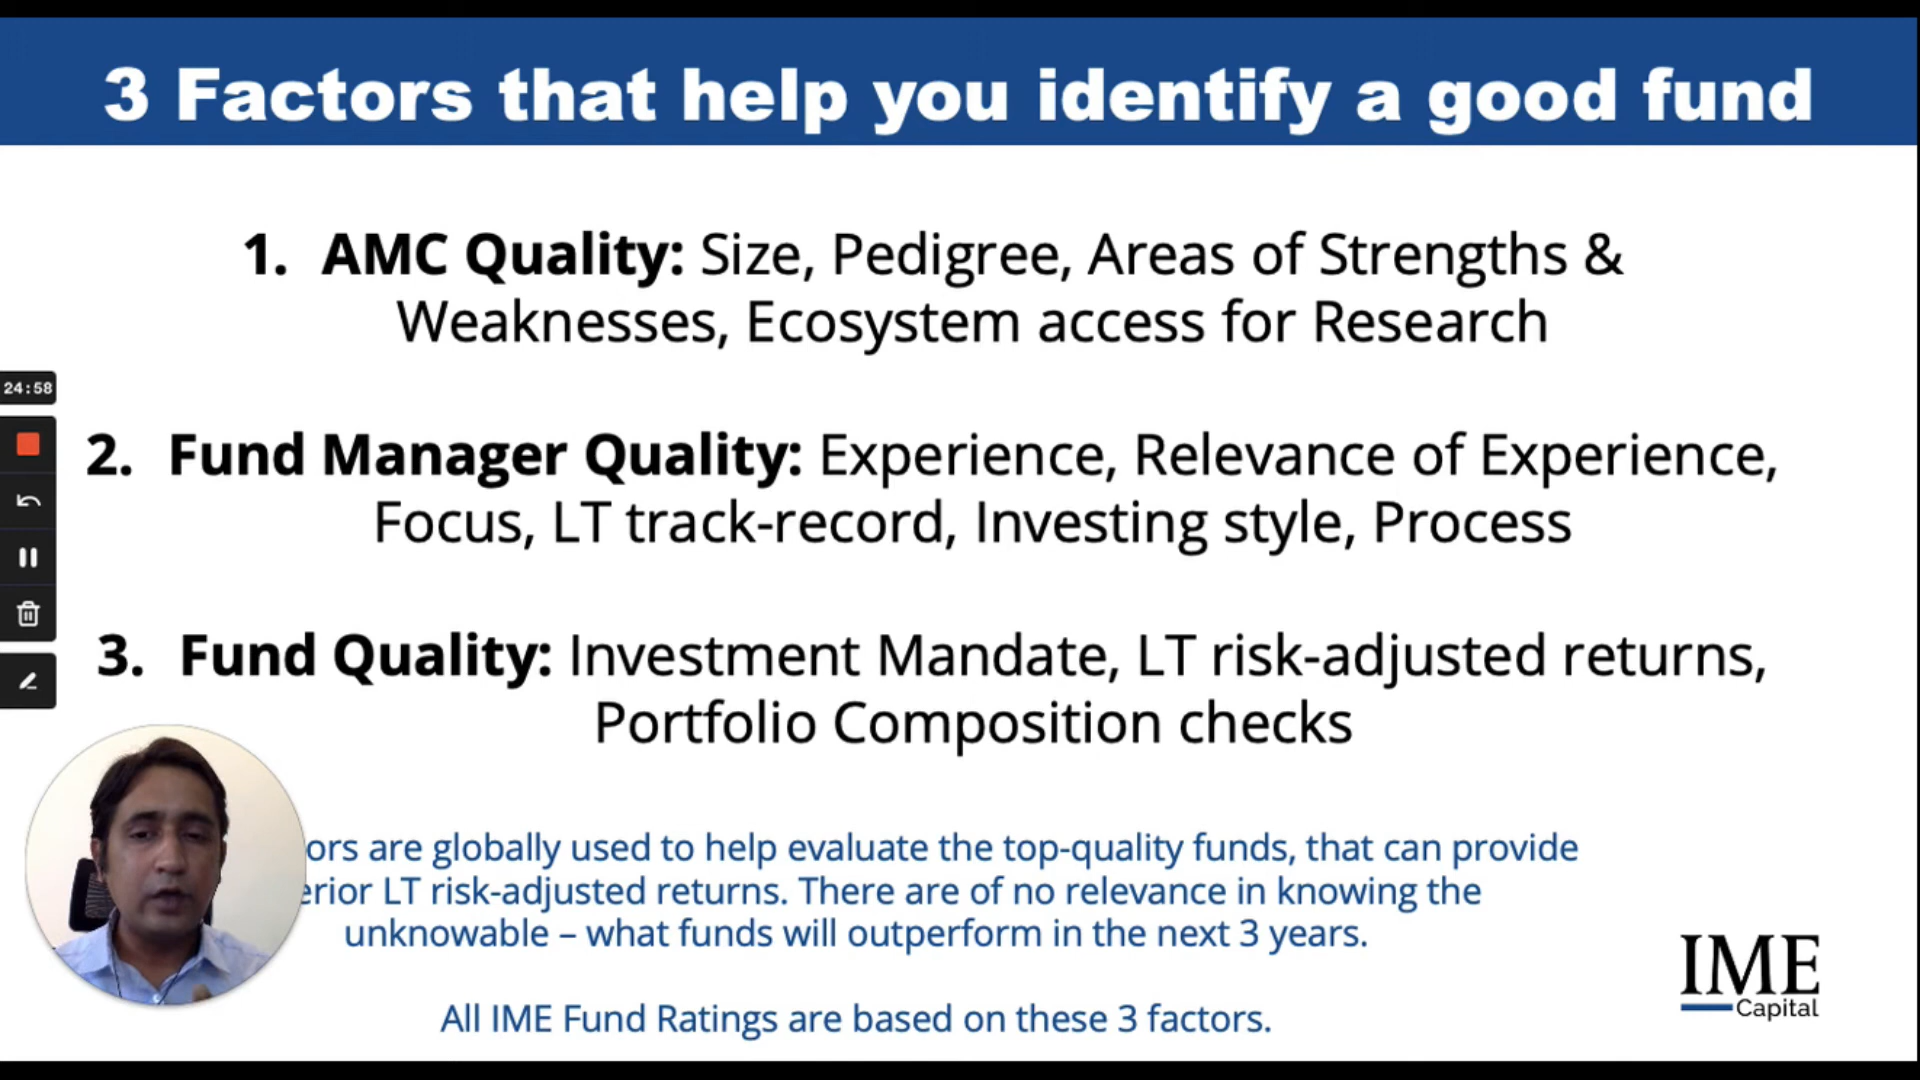 3 Factors that help you identify a good fund
1. AMC Quality: Size, Pedigree, Areas of Strengths &
Weaknesses, Ecosystem access for Research
24:58
2. Fund Manager Quality: Experience, Relevance of Experience,
Focus, LT track-record, Investing style, Process
3. Fund Quality: Investment Mandate, LT risk-adjusted returns,
Portfolio Composition checks
are globally used to help evaluate the top-quality funds, that can provide
LT risk-adjusted returns. There are of no relevance in knowing the
unknowable – what funds will outperform in the next 3 years.
All IME Fund Ratings are based on these 3 factors.
IME
Capital